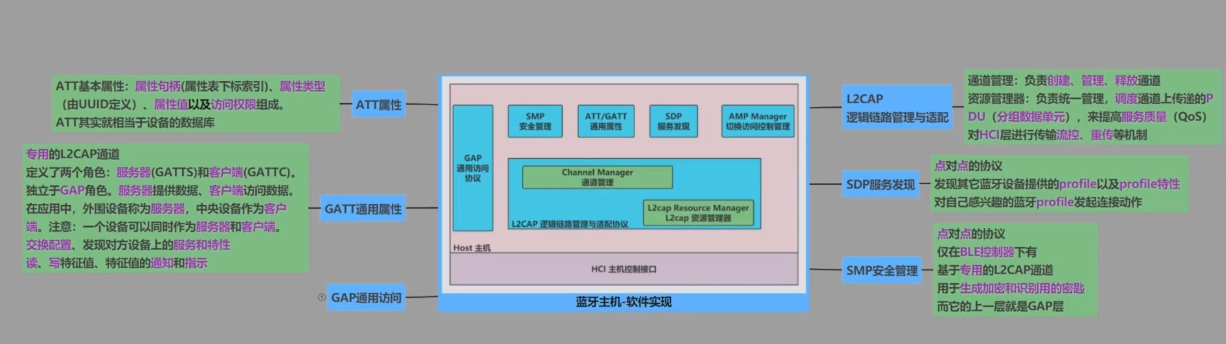 ATT基本属性：属性句柄(属性表下标索引)、属性类型
（由UUID定义）、属性值以及访问权限组成。
ATT其实就相当于设备的数据库
ATT属性
专用的L2CAP通道
定义了两个角色：服务器(GATTS)和客户端(GATTC)。
独立于GAP角色。服务器提供数据、客户端访问数据。
在应用中，外围设备称为服务器，中央设备作为客户
端。注意：一个设备可以同时作为服务器和客户端。
交换配置、发现对方设备上的服务和特性
读、写特征值、特征值的通知和指示
GATT通用属性
GAP通用访问
GAP
通用访问
协议
SMP
安全管理
ATT/GATT
通用属性
SDP
服务发现
AMP Manager
切换访问控制管理
Channel Manager
通道管理
L2cap Resource Manager
L2cap 资源管理器
L2CAP 逻辑链路管理与适配协议
Host 主机
HCI 主机控制接口
蓝牙主机-软件实现
L2CAP
逻辑链路管理与适配
通道管理：负责创建、管理、释放通道
资源管理器：负责统一管理，调度通道上传递的P
DU（分组数据单元），来提高服务质量（QoS）
对HCI层进行传输流控、重传等机制
SDP服务发现
点对点的协议
发现其它蓝牙设备提供的profile以及profile特性
对自己感兴趣的蓝牙profile发起连接动作
SMP安全管理
点对点的协议
仅在BLE控制器下有
基于专用的L2CAP通道
用于生成加密和识别用的密匙
而它的上一层就是GAP层